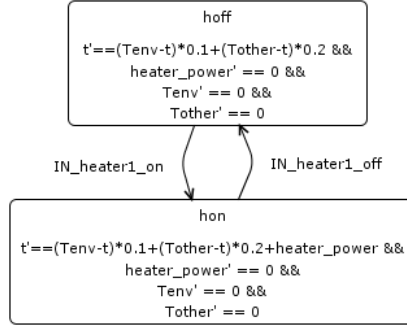 hoff
t'==(Tenv-t)*0.1+(Tother-t)*0.2 &&
heater_power' == 0 &&
Tenv' == 0 &&
Tother' == 0
IN_heater1_on
IN_heater1_off
hon
t'==(Tenv-t)*0.1+(Tother-t)*0.2+heater_power &&
heater_power' == 0 &&
Tenv' == 0 &&
Tother' == 0